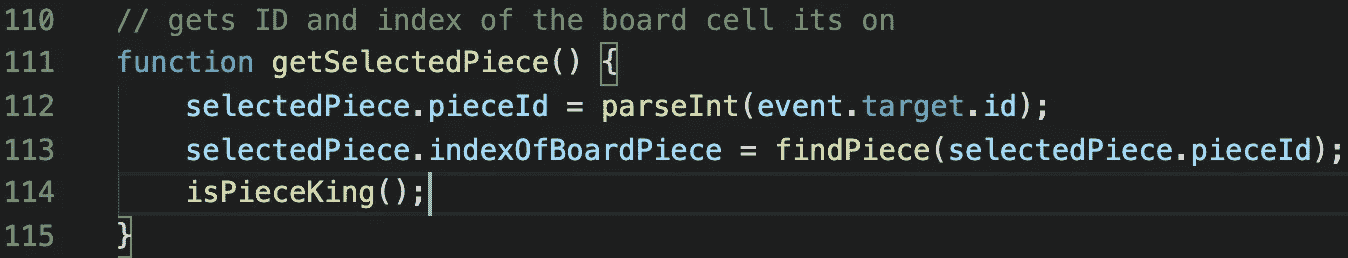 110 // gets ID and index of the board cell its on
111 function getSelectedPiece() {
112 selectedPiece.pieceId = parseInt(event.target.id);
113 selectedPiece.indexOfBoardPiece = findPiece(selectedPiece.pieceId);
114 isPieceKing();
115 }